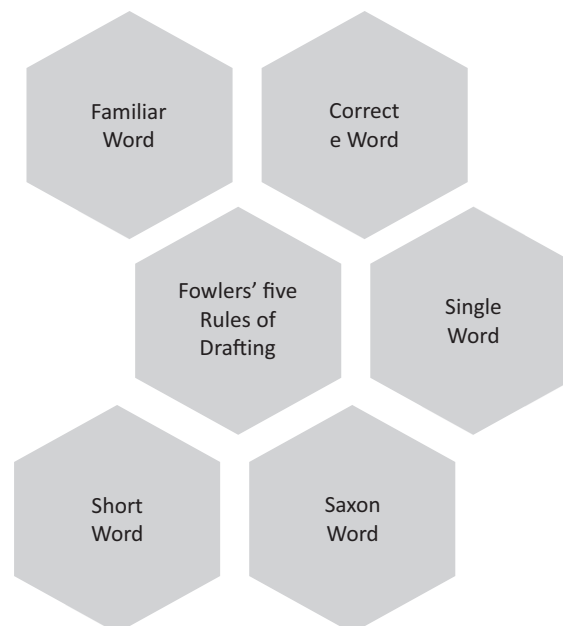 Familiar
Word
Correct
e Word
Fowlers’ five
Rules of
Drafting
Single
Word
Short
Word
Saxon
Word